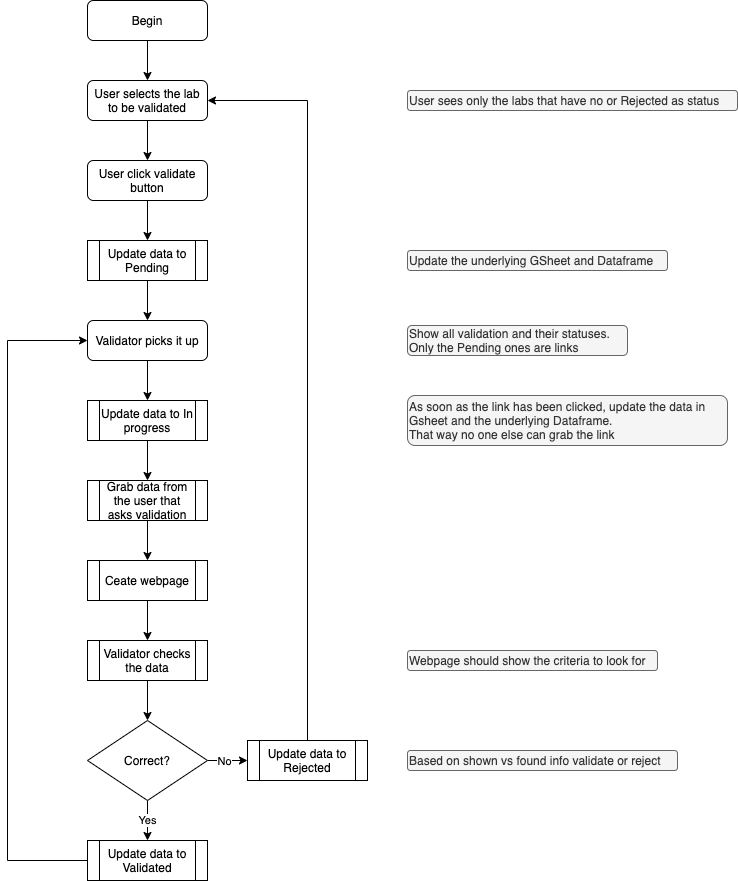 Begin
User selects the lab
to be validated
User sees only the labs that have no or Rejected as status
User click validate
button
Update data to
Pending
Update the underlying GSheet and Dataframe
Validator picks it up
Show all validation and their statuses.
Only the Pending ones are links
Update data to In
progress
As soon as the link has been clicked, update the data in
Gsheet and the underlying Dataframe.
That way no one else can grab the link
Grab data from
the user that
asks validation
Ceate webpage
Validator checks
the data
Webpage should show the criteria to look for
Correct?
No
Update data to
Rejected
Based on shown vs found info validate or reject
Yes
Update data to
Validated